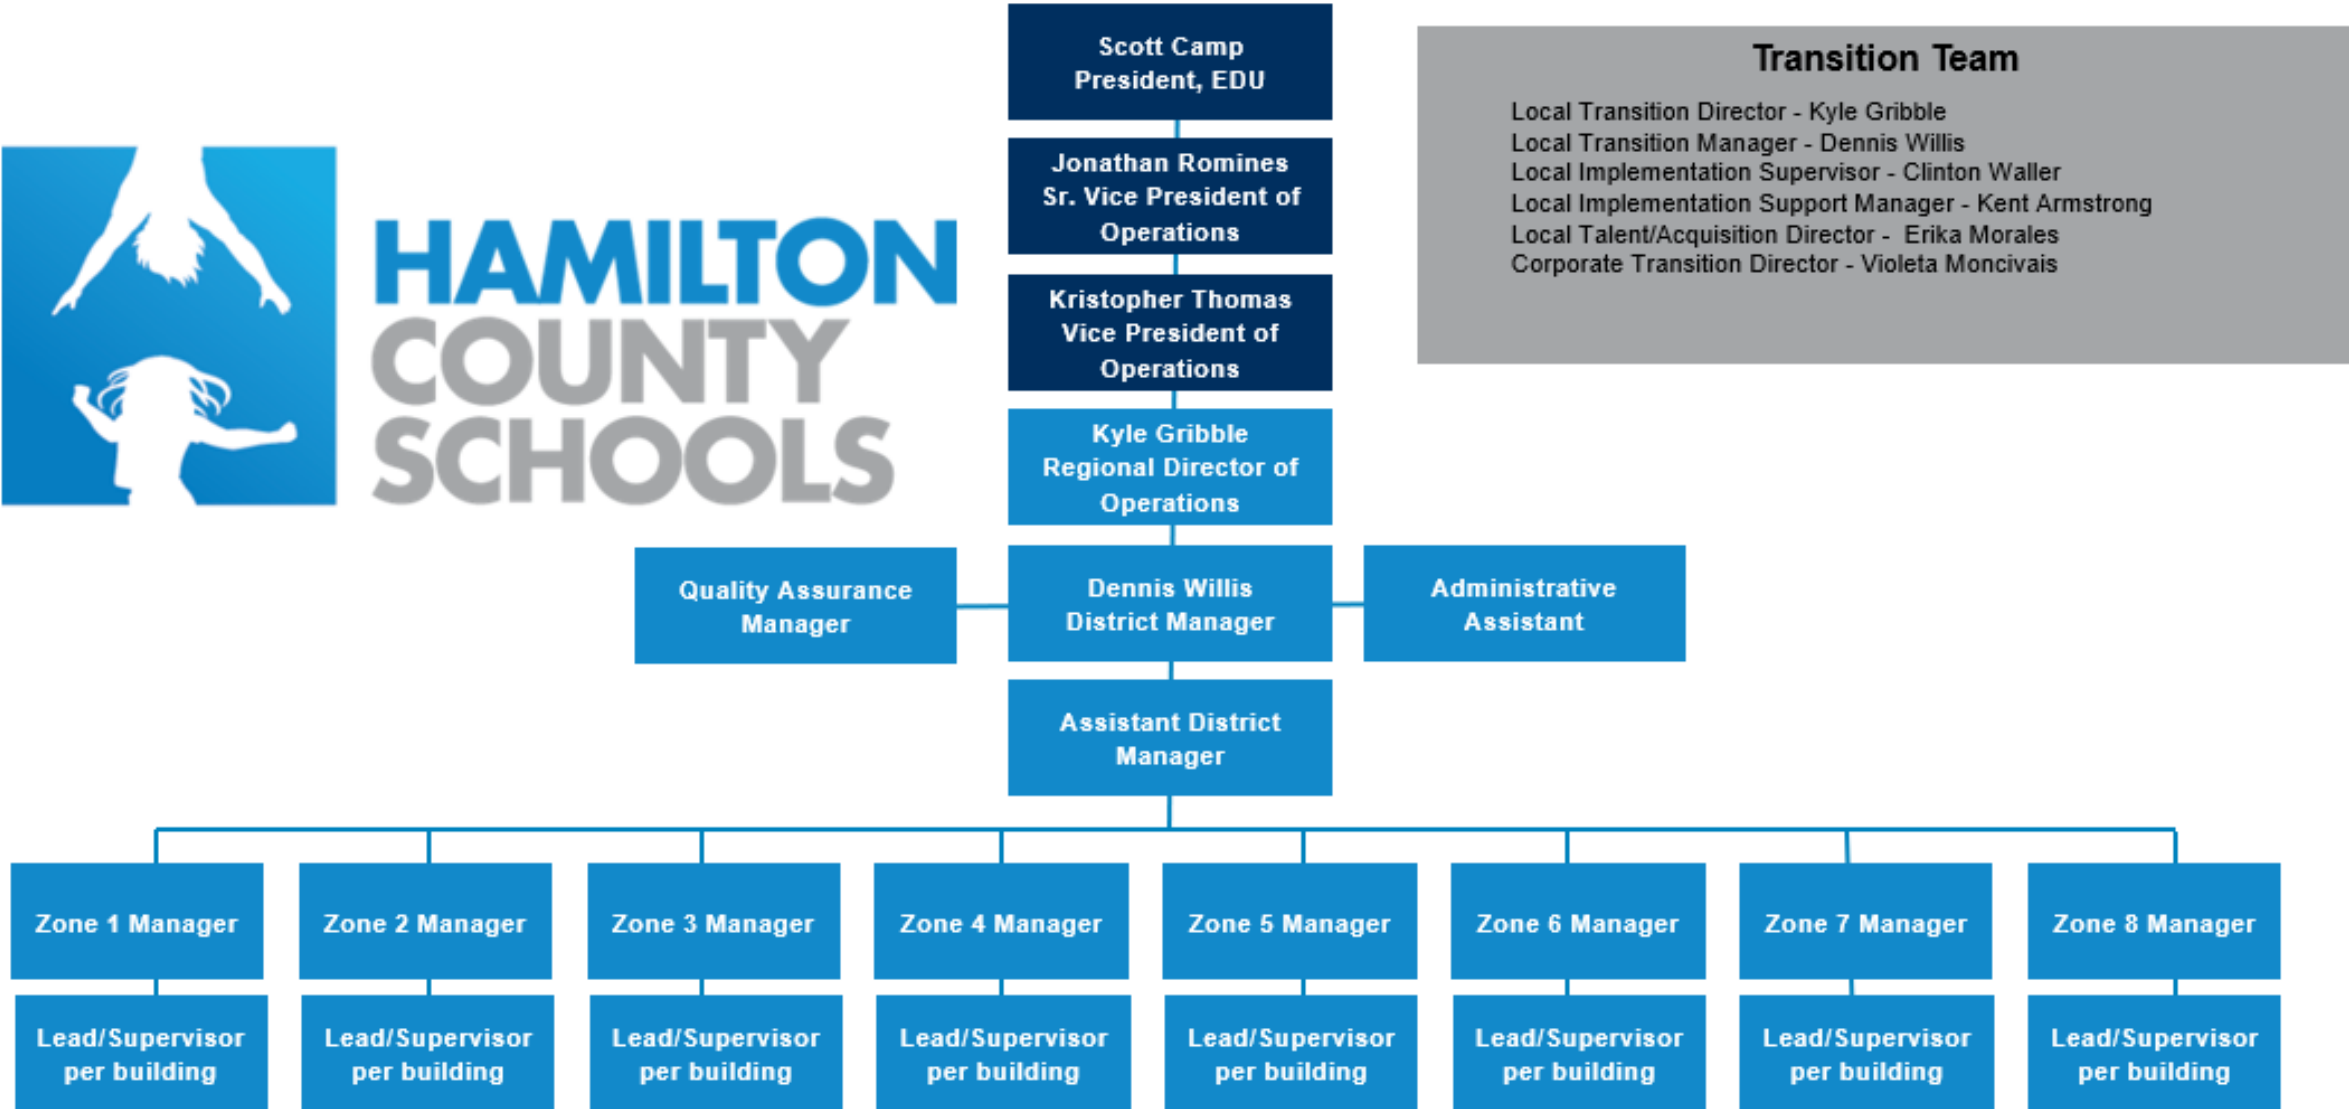 Scott Camp
President, EDU
Transition Team
Local Transition Director - Kyle Gribble
Local Transition Manager - Dennis Willis
Local Implementation Supervisor - Clinton Waller
Local Implementation Support Manager - Kent Armstrong
Local Talent/Acquisition Director -  Erika Morales
Corporate Transition Director - Violeta Moncivais
Jonathan Romines
Sr. Vice President of
Operations
HAMILTON
COUNTY
SCHOOLS
Kristopher Thomas
Vice President of
Operations
Kyle Gribble
Regional Director of
Operations
Quality Assurance
Manager
Dennis Willis
District Manager
Administrative
Assistant
Assistant District
Manager
Zone 1 Manager
Zone 2 Manager
Zone 3 Manager
Zone 4 Manager
Zone 5 Manager
Zone 6 Manager
Zone 7 Manager
Zone 8 Manager
Lead/Supervisor
per building
Lead/Supervisor
per building
Lead/Supervisor
per building
Lead/Supervisor
per building
Lead/Supervisor
per building
Lead/Supervisor
per building
Lead/Supervisor
per building
Lead/Supervisor
per building